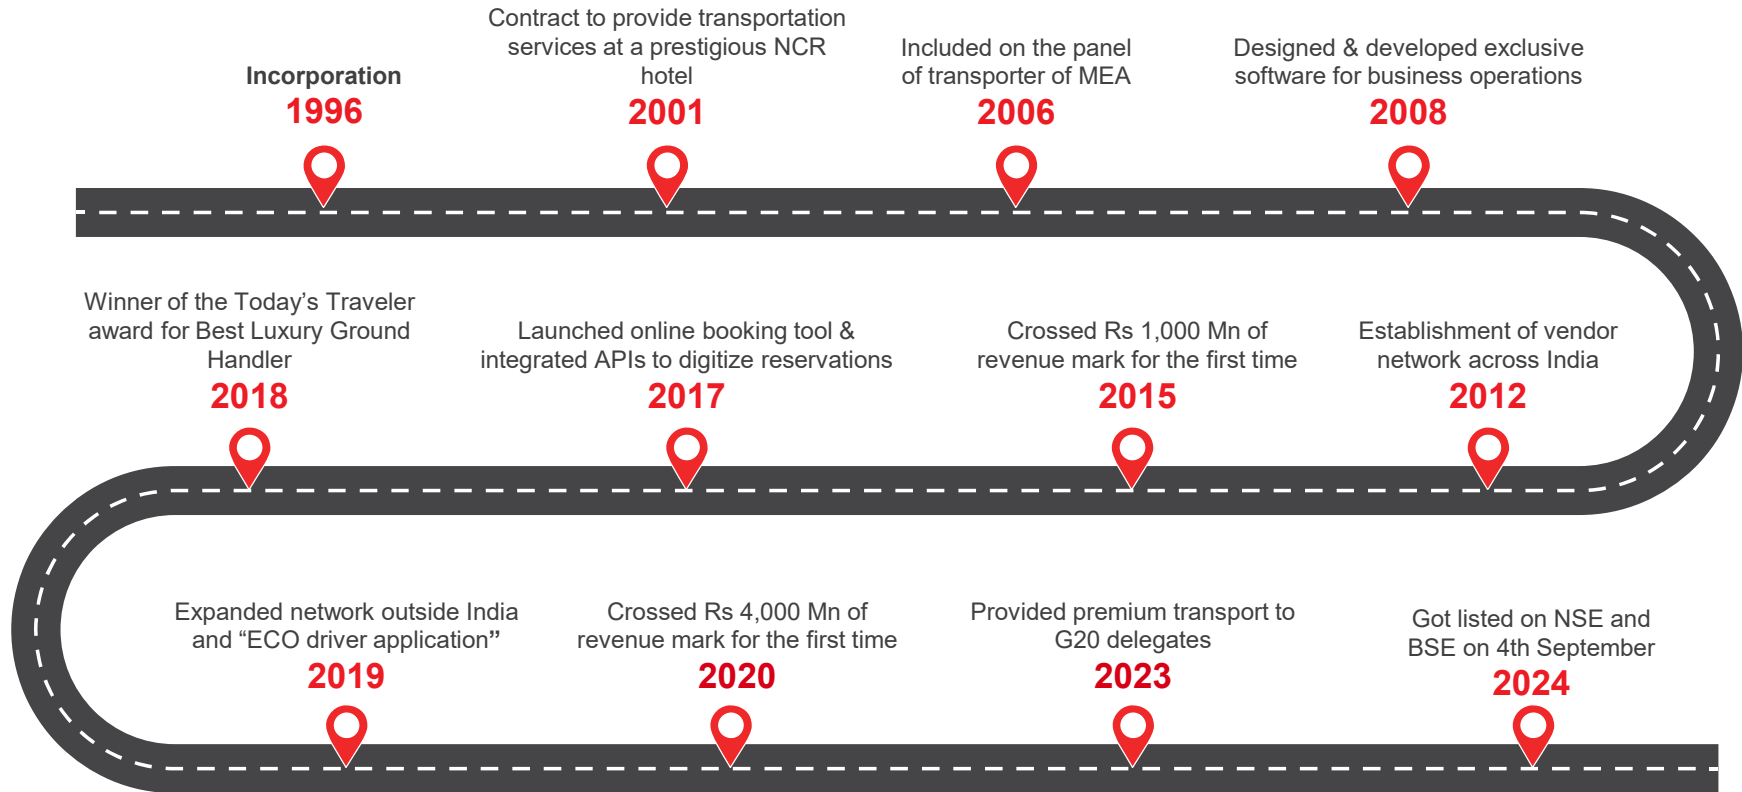 Incorporation
1996
Contract to provide transportation
services at a prestigious NCR
hotel
2001
Included on the panel
of transporter of MEA
2006
Designed & developed exclusive
software for business operations
2008
Winner of the Today’s Traveler
award for Best Luxury Ground
Handler
2018
Launched online booking tool &
integrated APIs to digitize reservations
2017
Crossed Rs 1,000 Mn of
revenue mark for the first time
2015
Establishment of vendor
network across India
2012
Expanded network outside India
and “ECO driver application”
2019
Crossed Rs 4,000 Mn of
revenue mark for the first time
2020
Provided premium transport to
G20 delegates
2023
Got listed on NSE and
BSE on 4th September
2024